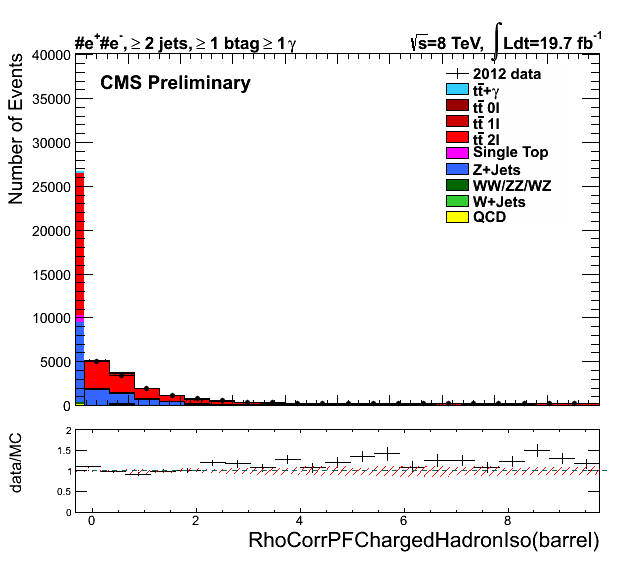 #e⁺#e⁻, ≥ 2 jets, ≥ 1 btag ≥ 1 γ
√s=8 TeV, ∫ Ldt=19.7 fb⁻¹
CMS Preliminary
2012 data
tt̄+γ
tt̄ 0l
tt̄ 1l
tt̄ 2l
Single Top
Z+Jets
WW/ZZ/WZ
W+Jets
QCD
Number of Events
40000
35000
30000
25000
20000
15000
10000
5000
0
data/MC
2
1.5
1
0.5
0
0 2 4 6 8
RhoCorrPFChargedHadronIso(barrel)